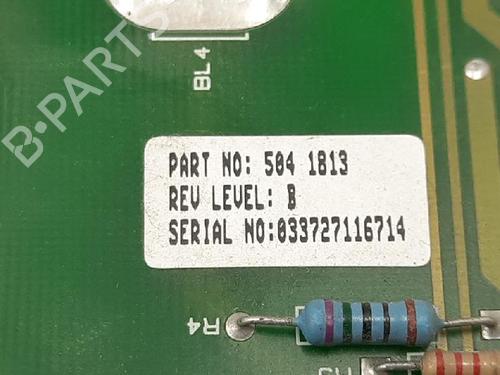 BL4
B-PARTS
PART NO: 504 1813
REV LEVEL: B
SERIAL NO:033727116714
R4